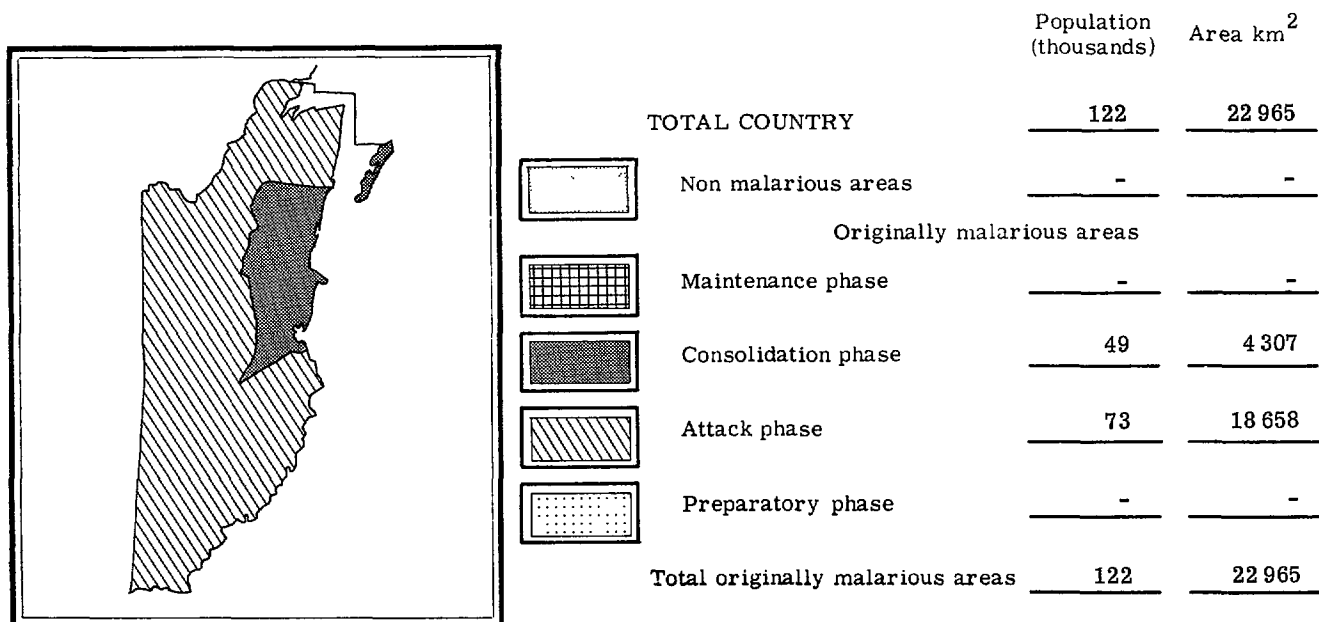 Population (thousands) Area km²
TOTAL COUNTRY 122 22 965
Non malarious areas - -
Originally malarious areas
Maintenance phase - -
Consolidation phase 49 4 307
Attack phase 73 18 658
Preparatory phase - -
Total originally malarious areas 122 22 965